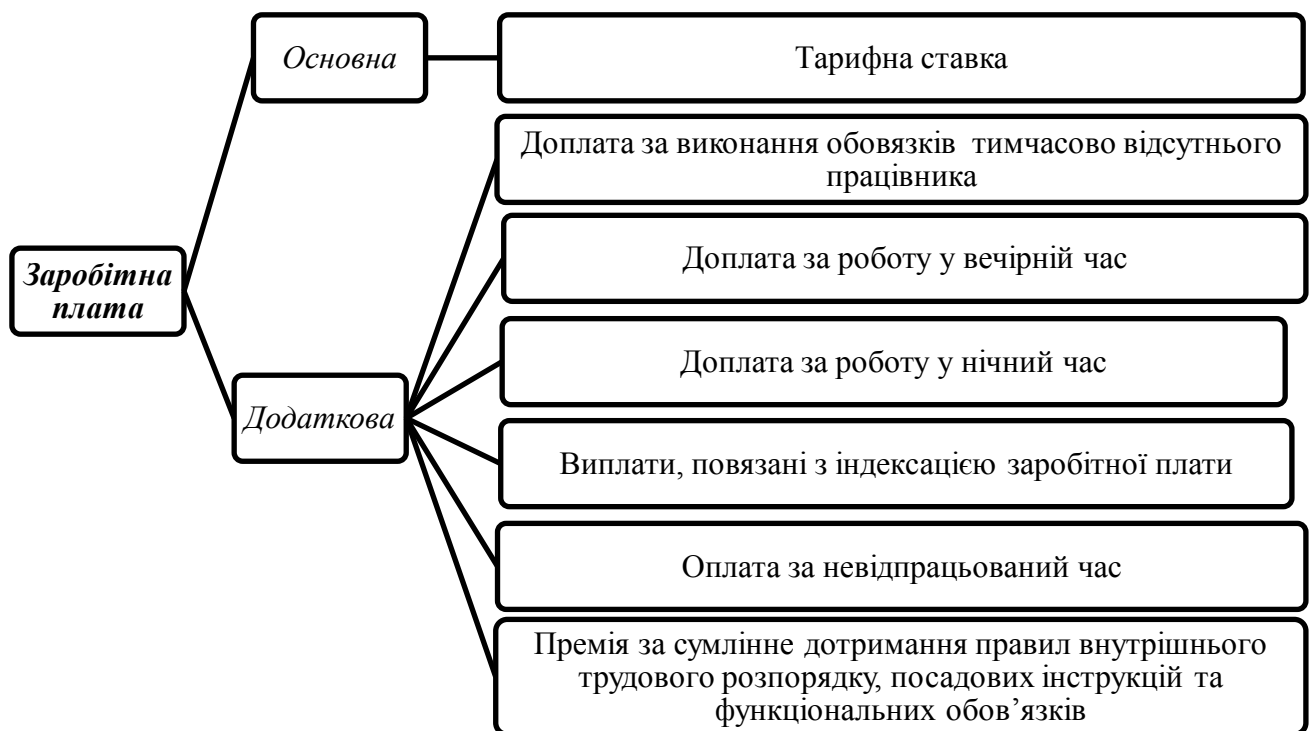 Основна
Тарифна ставка
Доплата за виконання обовязків тимчасово відсутнього
працівника
Доплата за роботу у вечірній час
Заробітна
плата
Доплата за роботу у нічний час
Додаткова
Виплати, повязані з індексацією заробітної плати
Оплата за невідпрацьований час
Премія за сумлінне дотримання правил внутрішнього
трудового розпорядку, посадових інструкцій та
функціональних обов’язків